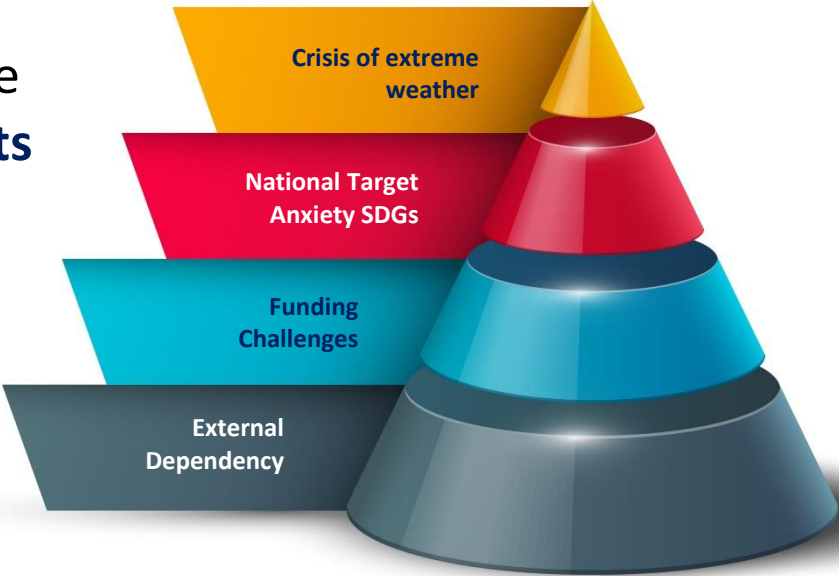 Crisis of extreme
weather
National Target
Anxiety SDGs
Funding
Challenges
External
Dependency